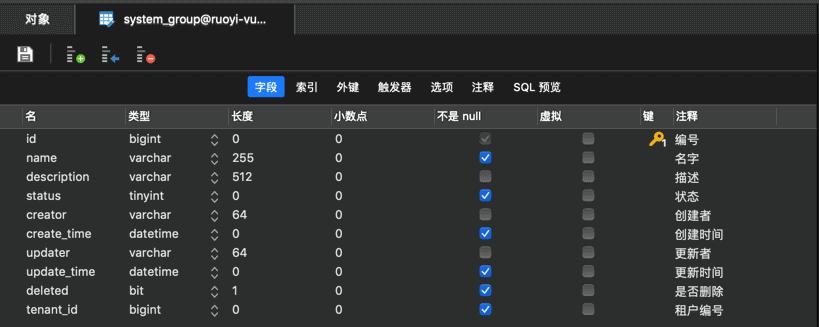 对象 system_group@ruoyi-vu...
字段 索引 外键 触发器 选项 注释 SQL 预览
名 类型 长度 小数点 不是 null 虚拟 键 注释
id bigint 0 0 1 编号
name varchar 255 0 名字
description varchar 512 0 描述
status tinyint 0 0 状态
creator varchar 64 0 创建者
create_time datetime 0 0 创建时间
updater varchar 64 0 更新者
update_time datetime 0 0 更新时间
deleted bit 1 0 是否删除
tenant_id bigint 0 0 租户编号